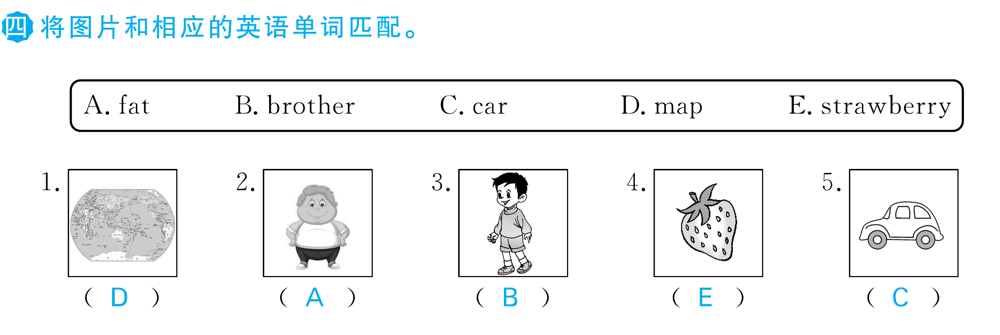 四 将图片和相应的英语单词匹配。
A. fat B. brother C. car D. map E. strawberry
1. 2. 3. 4. 5.
( D ) ( A ) ( B ) ( E ) ( C )